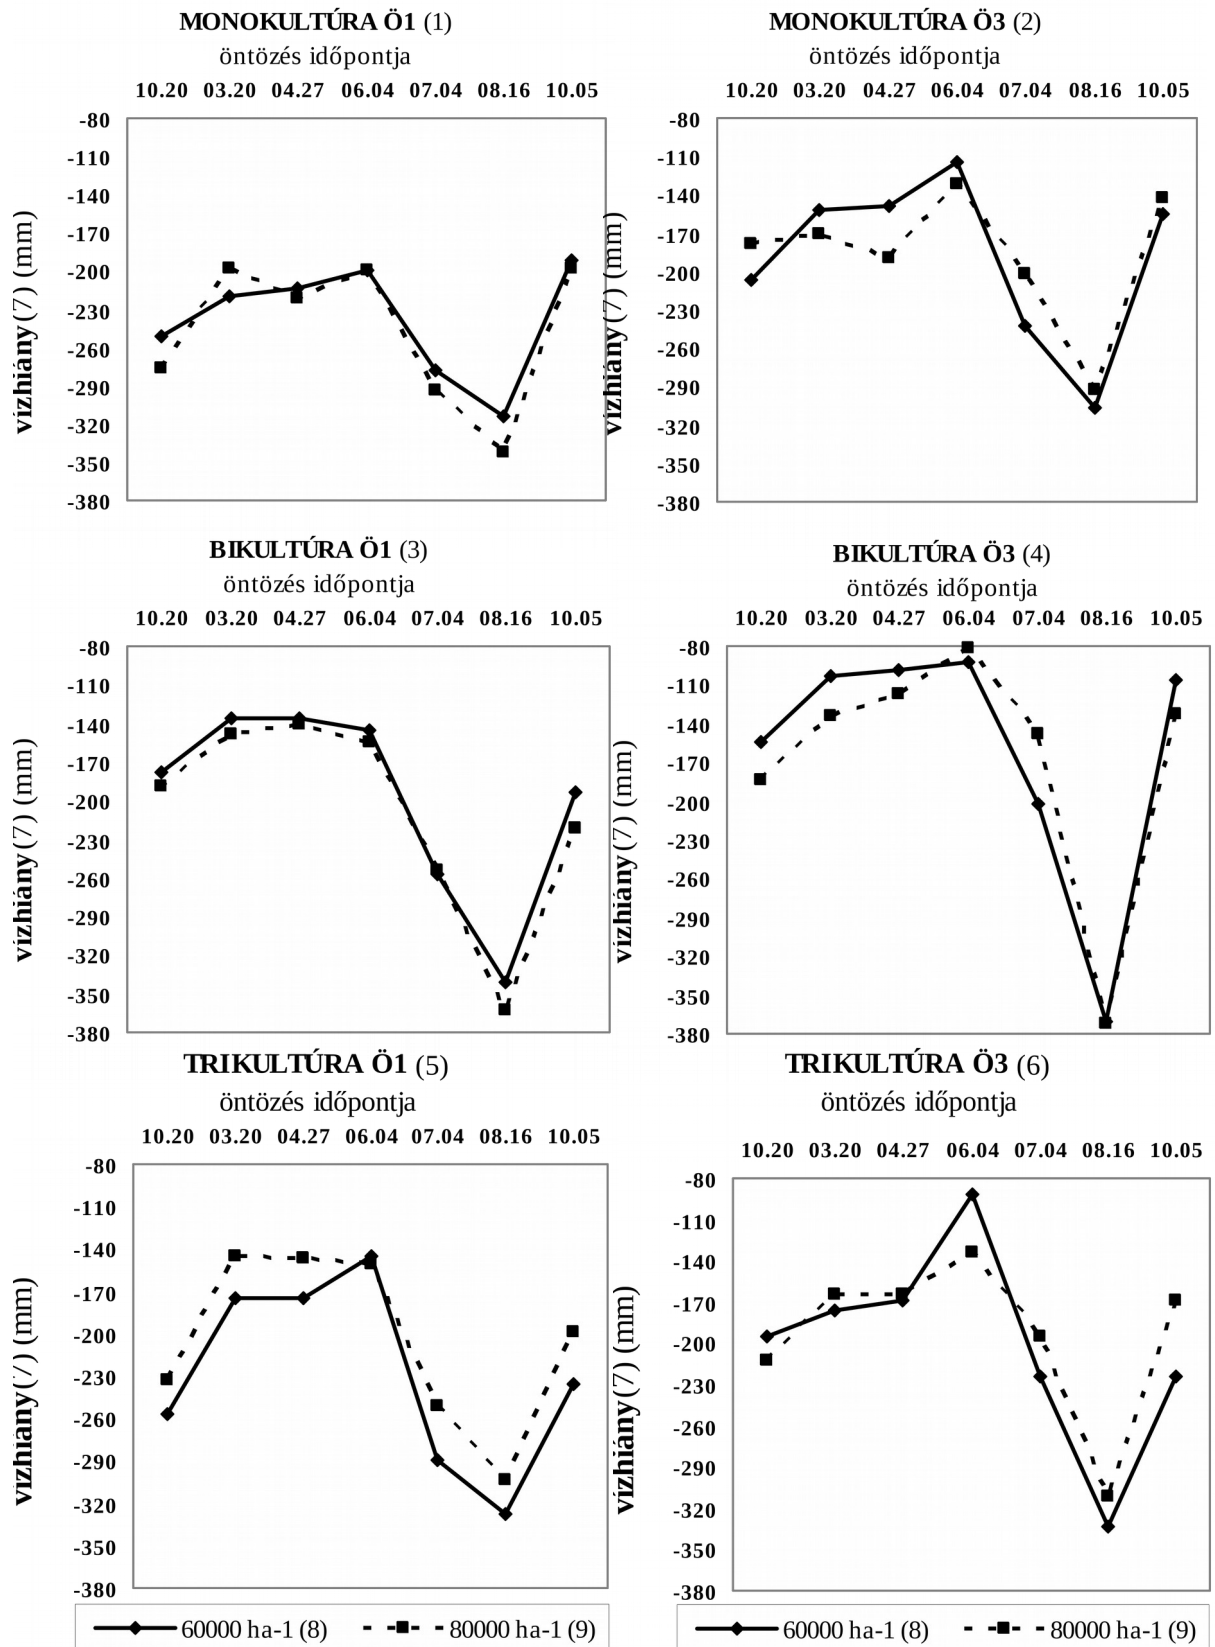 MONOKULTÚRA Ö1 (1)
öntözés időpontja
10.20 03.20 04.27 06.04 07.04 08.16 10.05
-80
-110
-140
-170
-200
-230
-260
-290
-320
-350
-380
vízhiány(7) (mm)
MONOKULTÚRA Ö3 (2)
öntözés időpontja
10.20 03.20 04.27 06.04 07.04 08.16 10.05
-80
-110
-140
-170
-200
-230
-260
-290
-320
-350
-380
vízhiány(7) (mm)
BIKULTÚRA Ö1 (3)
öntözés időpontja
10.20 03.20 04.27 06.04 07.04 08.16 10.05
-80
-110
-140
-170
-200
-230
-260
-290
-320
-350
-380
vízhiány(7) (mm)
BIKULTÚRA Ö3 (4)
öntözés időpontja
10.20 03.20 04.27 06.04 07.04 08.16 10.05
-80
-110
-140
-170
-200
-230
-260
-290
-320
-350
-380
vízhiány(7) (mm)
TRIKULTÚRA Ö1 (5)
öntözés időpontja
10.20 03.20 04.27 06.04 07.04 08.16 10.05
-80
-110
-140
-170
-200
-230
-260
-290
-320
-350
-380
vízhiány(7) (mm)
60000 ha-1 (8) 80000 ha-1 (9)
TRIKULTÚRA Ö3 (6)
öntözés időpontja
10.20 03.20 04.27 06.04 07.04 08.16 10.05
-80
-110
-140
-170
-200
-230
-260
-290
-320
-350
-380
vízhiány(7) (mm)
60000 ha-1 (8) 80000 ha-1 (9)